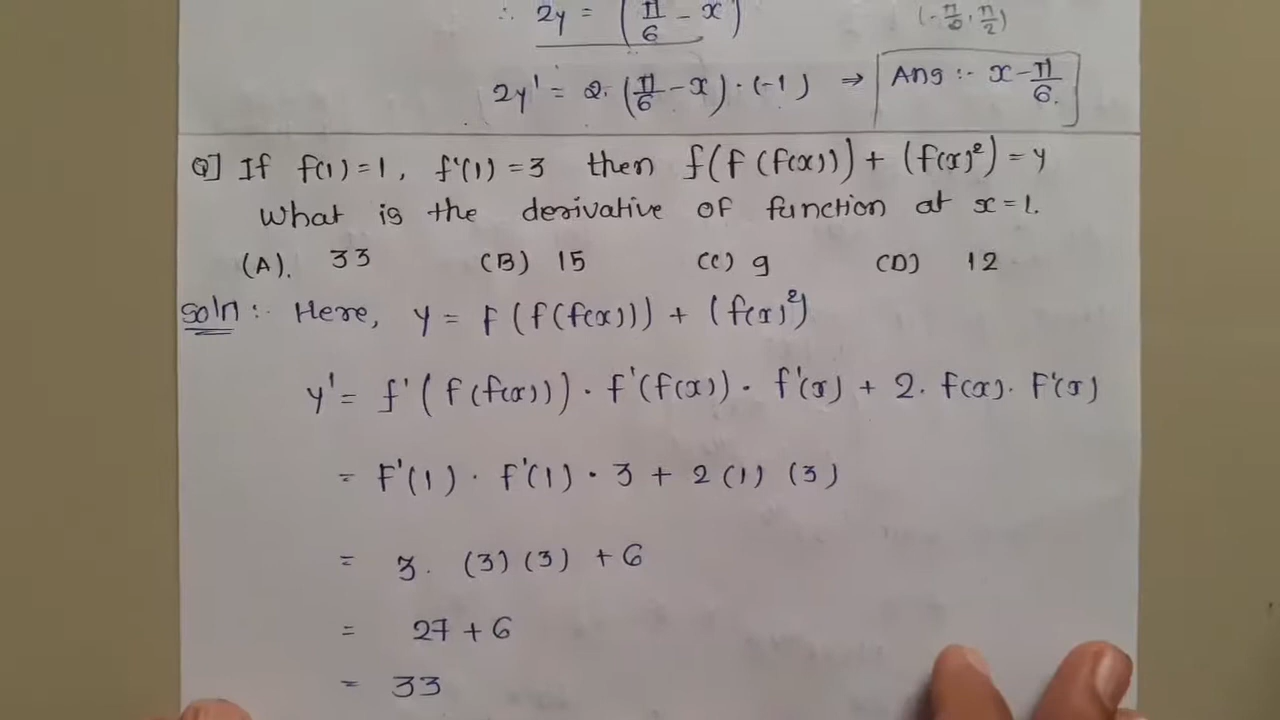 ∴ 2y = (π/6 - x)
(-π/6, π/2)
2y' = 2. (π/6 - x) . (-1) ⇒ Ans :- x - π/6.
Q] If f(1) = 1, f'(1) = 3 then f(f(f(x))) + (f(x)²) = y
What is the derivative of function at x = 1.
(A). 33 (B) 15 (C) 9 (D) 12
Soln :- Here, y = f(f(f(x))) + (f(x)²)
y' = f'(f(f(x))) . f'(f(x)) . f'(x) + 2. f(x). F'(x)
= F'(1) . f'(1) . 3 + 2 (1) (3)
= 3. (3) (3) + 6
= 27 + 6
= 33